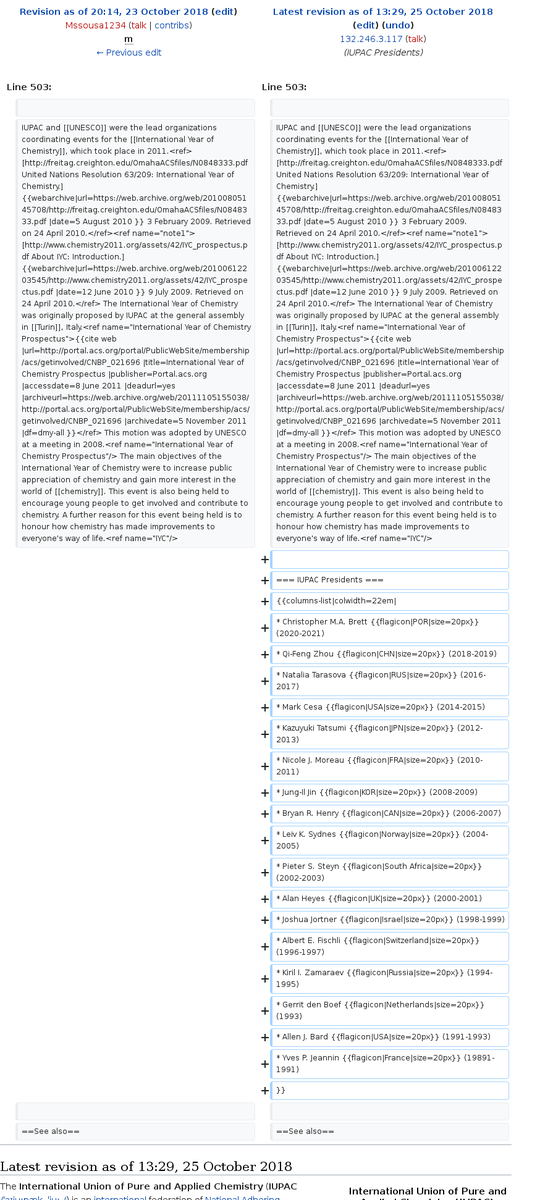 Revision as of 20:14, 23 October 2018 (edit)
Mssousa1234 (talk | contribs)
m
← Previous edit
Latest revision as of 13:29, 25 October 2018
(edit) (undo)
132.246.3.117 (talk)
(IUPAC Presidents)
Line 503:
Line 503:
IUPAC and [[UNESCO]] were the lead organizations
coordinating events for the [[International Year of
Chemistry]], which took place in 2011.<ref>
[http://freitag.creighton.edu/OmahaACSfiles/N0848333.pdf
United Nations Resolution 63/209: International Year of
Chemistry.]
{{webarchive|url=https://web.archive.org/web/201008051
45708/http://freitag.creighton.edu/OmahaACSfiles/N08483
33.pdf |date=5 August 2010 }} 3 February 2009. Retrieved
on 24 April 2010.</ref><ref name="note1">
[http://www.chemistry2011.org/assets/42/IYC_prospectus.p
df About IYC: Introduction.]
{{webarchive|url=https://web.archive.org/web/201006122
03545/http://www.chemistry2011.org/assets/42/IYC_prospe
ctus.pdf |date=12 June 2010 }} 9 July 2009. Retrieved on
24 April 2010.</ref> The International Year of Chemistry
was originally proposed by IUPAC at the general assembly
in [[Turin]], Italy.<ref name="International Year of Chemistry
Prospectus">{{cite web
|url=http://portal.acs.org/portal/PublicWebSite/membership
/acs/getinvolved/CNBP_021696 |title=International Year of
Chemistry Prospectus |publisher=Portal.acs.org
|accessdate=8 June 2011 |deadurl=yes
|archiveurl=https://web.archive.org/web/20111105155038/
http://portal.acs.org/portal/PublicWebSite/membership/acs/
getinvolved/CNBP_021696 |archivedate=5 November 2011
|df=dmy-all }}</ref> This motion was adopted by UNESCO
at a meeting in 2008.<ref name="International Year of
Chemistry Prospectus"/> The main objectives of the
International Year of Chemistry were to increase public
appreciation of chemistry and gain more interest in the
world of [[chemistry]]. This event is also being held to
encourage young people to get involved and contribute to
chemistry. A further reason for this event being held is to
honour how chemistry has made improvements to
everyone's way of life.<ref name="IYC"/>
IUPAC and [[UNESCO]] were the lead organizations
coordinating events for the [[International Year of
Chemistry]], which took place in 2011.<ref>
[http://freitag.creighton.edu/OmahaACSfiles/N0848333.pdf
United Nations Resolution 63/209: International Year of
Chemistry.]
{{webarchive|url=https://web.archive.org/web/201008051
45708/http://freitag.creighton.edu/OmahaACSfiles/N08483
33.pdf |date=5 August 2010 }} 3 February 2009. Retrieved
on 24 April 2010.</ref><ref name="note1">
[http://www.chemistry2011.org/assets/42/IYC_prospectus.p
df About IYC: Introduction.]
{{webarchive|url=https://web.archive.org/web/201006122
03545/http://www.chemistry2011.org/assets/42/IYC_prospe
ctus.pdf |date=12 June 2010 }} 9 July 2009. Retrieved on
24 April 2010.</ref> The International Year of Chemistry
was originally proposed by IUPAC at the general assembly
in [[Turin]], Italy.<ref name="International Year of Chemistry
Prospectus">{{cite web
|url=http://portal.acs.org/portal/PublicWebSite/membership
/acs/getinvolved/CNBP_021696 |title=International Year of
Chemistry Prospectus |publisher=Portal.acs.org
|accessdate=8 June 2011 |deadurl=yes
|archiveurl=https://web.archive.org/web/20111105155038/
http://portal.acs.org/portal/PublicWebSite/membership/acs/
getinvolved/CNBP_021696 |archivedate=5 November 2011
|df=dmy-all }}</ref> This motion was adopted by UNESCO
at a meeting in 2008.<ref name="International Year of
Chemistry Prospectus"/> The main objectives of the
International Year of Chemistry were to increase public
appreciation of chemistry and gain more interest in the
world of [[chemistry]]. This event is also being held to
encourage young people to get involved and contribute to
chemistry. A further reason for this event being held is to
honour how chemistry has made improvements to
everyone's way of life.<ref name="IYC"/>
+
+ === IUPAC Presidents ===
+ {{columns-list|colwidth=22em|
+ * Christopher M.A. Brett {{flagicon|POR|size=20px}}
(2020-2021)
+ * Qi-Feng Zhou {{flagicon|CHN|size=20px}} (2018-2019)
+ * Natalia Tarasova {{flagicon|RUS|size=20px}} (2016-
2017)
+ * Mark Cesa {{flagicon|USA|size=20px}} (2014-2015)
+ * Kazuyuki Tatsumi {{flagicon|JPN|size=20px}} (2012-
2013)
+ * Nicole J. Moreau {{flagicon|FRA|size=20px}} (2010-
2011)
+ * Jung-Il Jin {{flagicon|KOR|size=20px}} (2008-2009)
+ * Bryan R. Henry {{flagicon|CAN|size=20px}} (2006-2007)
+ * Leiv K. Sydnes {{flagicon|Norway|size=20px}} (2004-
2005)
+ * Pieter S. Steyn {{flagicon|South Africa|size=20px}}
(2002-2003)
+ * Alan Heyes {{flagicon|UK|size=20px}} (2000-2001)
+ * Joshua Jortner {{flagicon|Israel|size=20px}} (1998-1999)
+ * Albert E. Fischli {{flagicon|Switzerland|size=20px}}
(1996-1997)
+ * Kiril I. Zamaraev {{flagicon|Russia|size=20px}} (1994-
1995)
+ * Gerrit den Boef {{flagicon|Netherlands|size=20px}}
(1993)
+ * Allen J. Bard {{flagicon|USA|size=20px}} (1991-1993)
+ * Yves P. Jeannin {{flagicon|France|size=20px}} (19891-
1991)
+ }}
==See also==
==See also==
Latest revision as of 13:29, 25 October 2018
The International Union of Pure and Applied Chemistry (IUPAC
International Union of Pure and